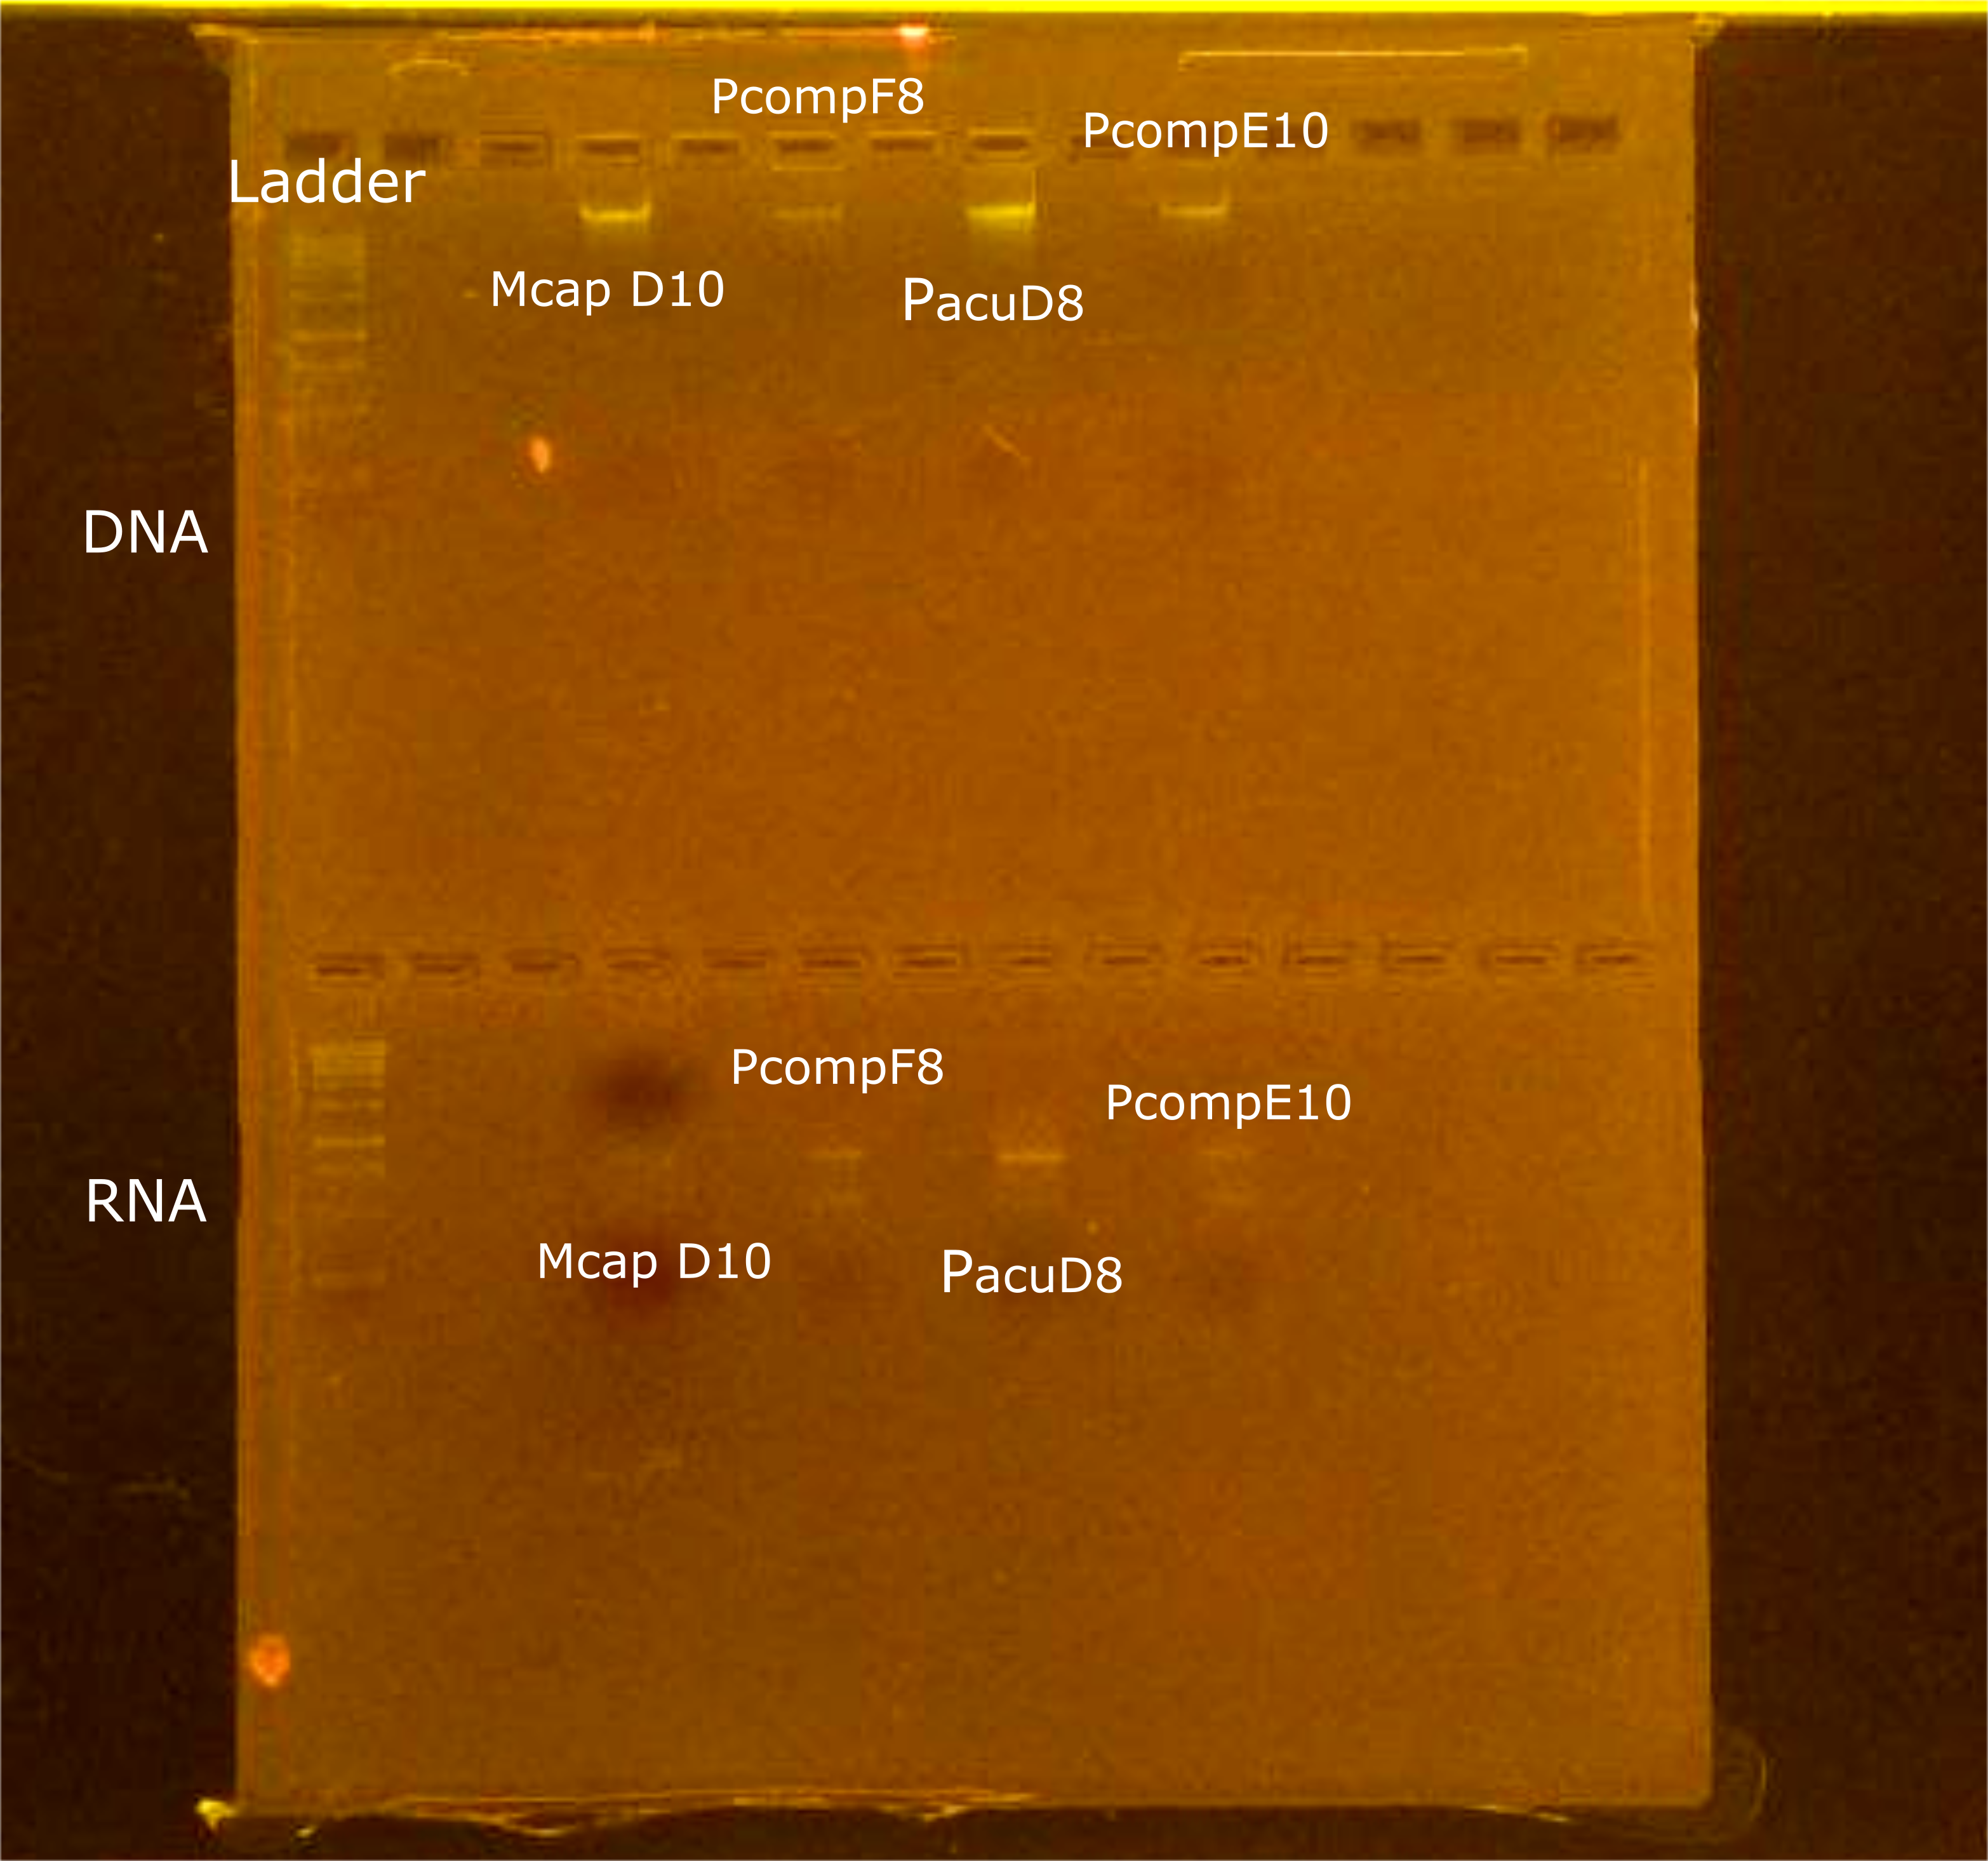 PcompF8
PcompE10
Ladder
Mcap D10
PacuD8
DNA
PcompF8
PcompE10
RNA
Mcap D10
PacuD8